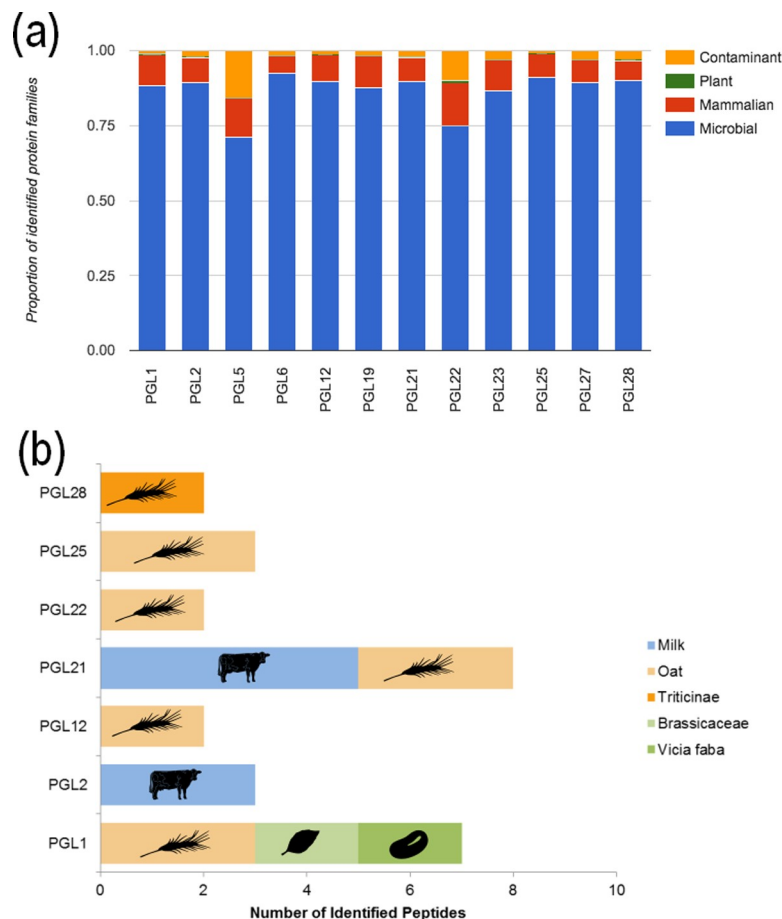 (a)
Proportion of identified protein families
1.00
0.75
0.50
0.25
0.00
PGL1
PGL2
PGL5
PGL6
PGL12
PGL19
PGL21
PGL22
PGL23
PGL25
PGL27
PGL28
Contaminant
Plant
Mammalian
Microbial
(b)
PGL28
PGL25
PGL22
PGL21
PGL12
PGL2
PGL1
0
2
4
6
8
10
Number of Identified Peptides
Milk
Oat
Triticinae
Brassicaceae
Vicia faba